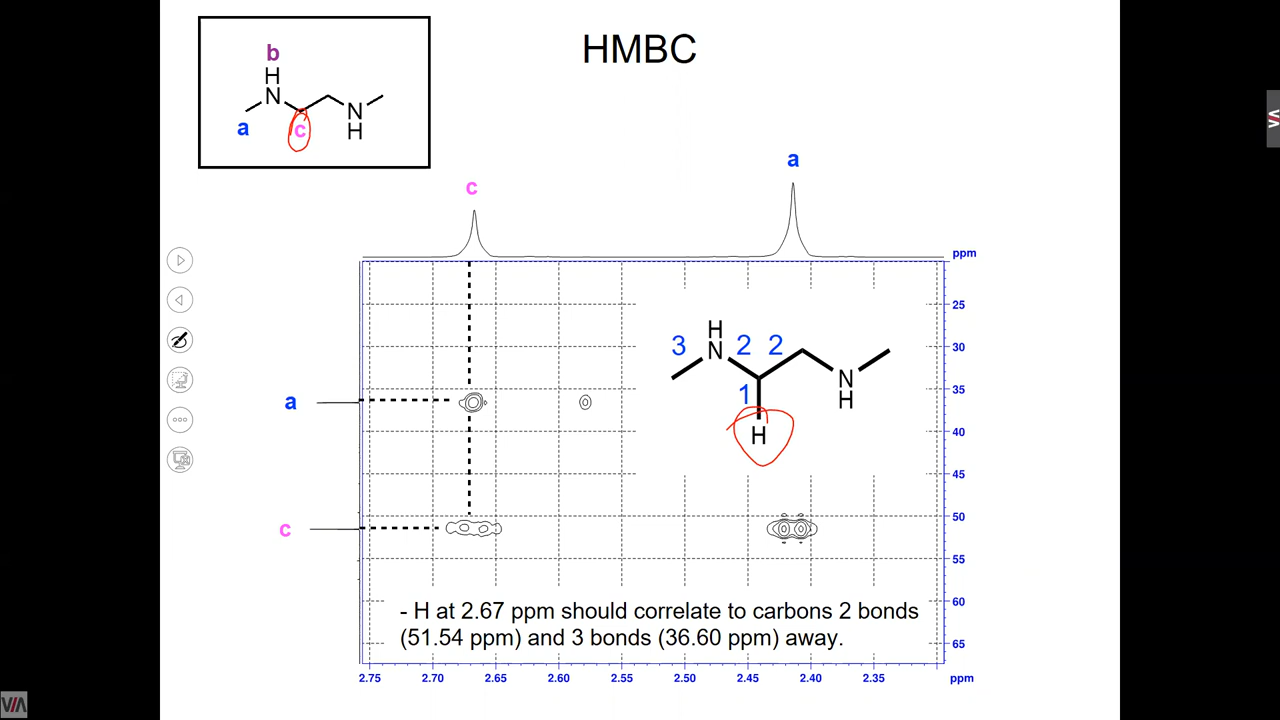 HMBC
b
H
N
a
c
N
H
a
c
ppm
25
30
35
40
45
50
55
60
65
a
c
H
3
N
2
2
1
N
H
H
- H at 2.67 ppm should correlate to carbons 2 bonds
(51.54 ppm) and 3 bonds (36.60 ppm) away.
2.75
2.70
2.65
2.60
2.55
2.50
2.45
2.40
2.35
ppm
VIA
VIA